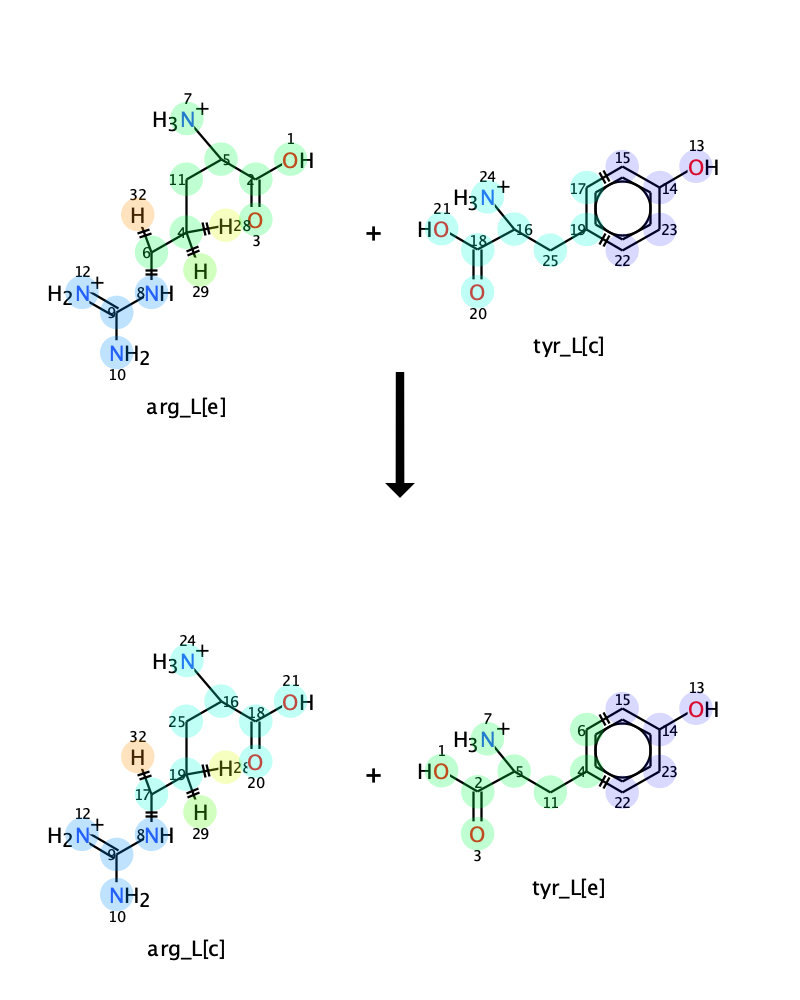 7
H3N+
1
5
OH
2
11
O
3
32
H
4
H28
6
H
29
12
H2N+
8
NH
9
NH2
10
arg_L[e]
+
24
H3N+
21
HO
18
16
25
O
20
17
19
15
13
OH
14
23
22
tyr_L[c]
24
H3N+
21
16
OH
18
25
O
20
32
H
19
H28
17
H
29
12
H2N+
8
NH
9
NH2
10
arg_L[c]
+
7
H3N+
1
HO
2
5
11
O
3
6
4
15
13
OH
14
23
22
tyr_L[e]